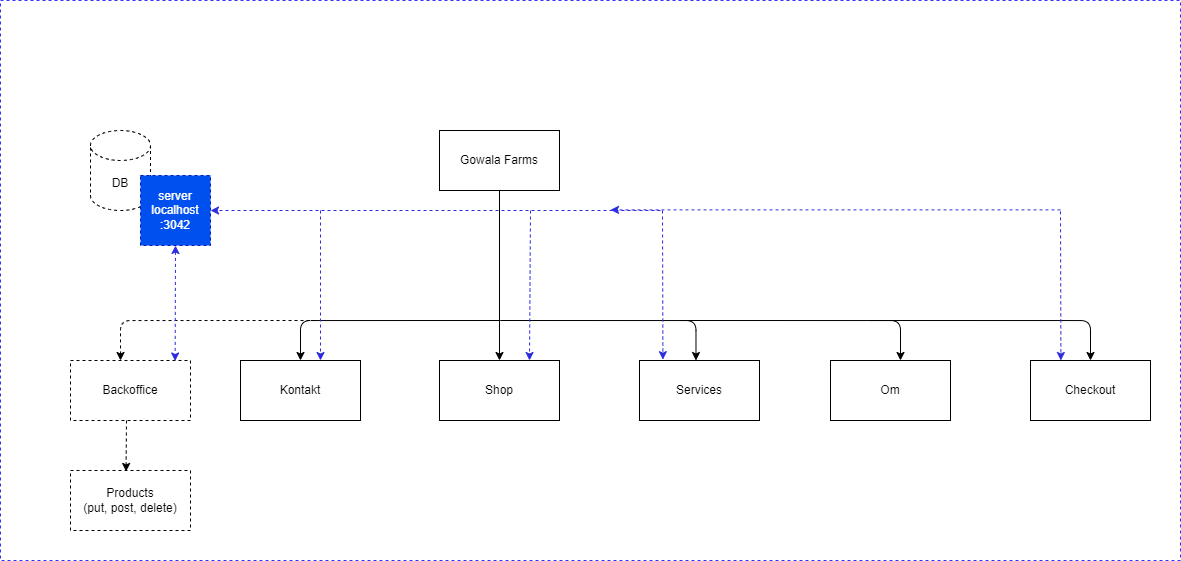 Gowala Farms
DB
server
localhost
:3042
Backoffice
Kontakt
Shop
Services
Om
Checkout
Products
(put, post, delete)